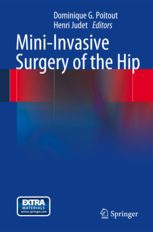 Dominique G. Poitout
Henri Judet Editors
Mini-Invasive
Surgery of the Hip
EXTRA
MATERIALS
Springer